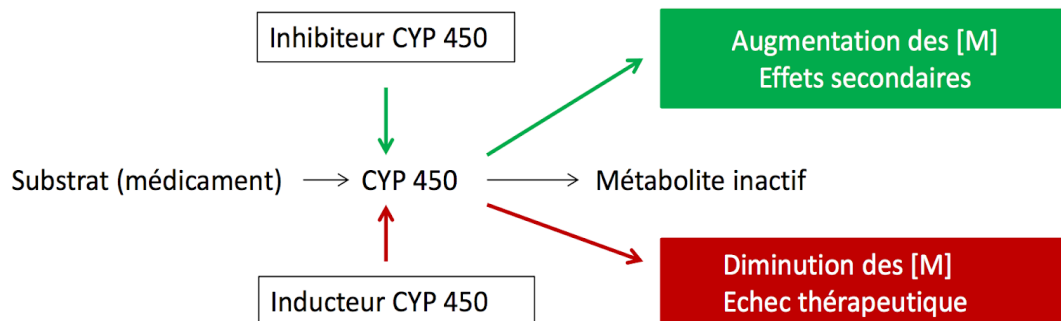 Inhibiteur CYP 450
Augmentation des [M]
Effets secondaires
Substrat (médicament)
CYP 450
Métabolite inactif
Inducteur CYP 450
Diminution des [M]
Echec thérapeutique